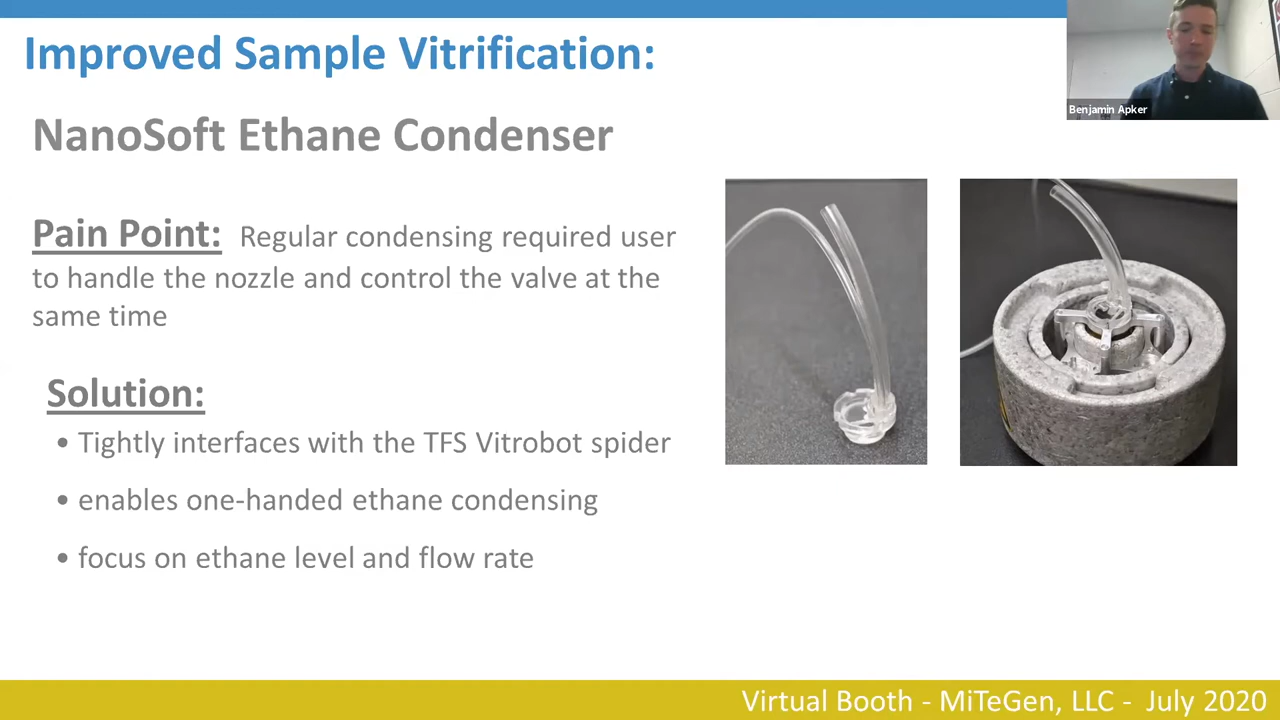 Improved Sample Vitrification:
Benjamin Apker
NanoSoft Ethane Condenser
Pain Point: Regular condensing required user
to handle the nozzle and control the valve at the
same time
Solution:
• Tightly interfaces with the TFS Vitrobot spider
• enables one-handed ethane condensing
• focus on ethane level and flow rate
Virtual Booth - MiTeGen, LLC - July 2020